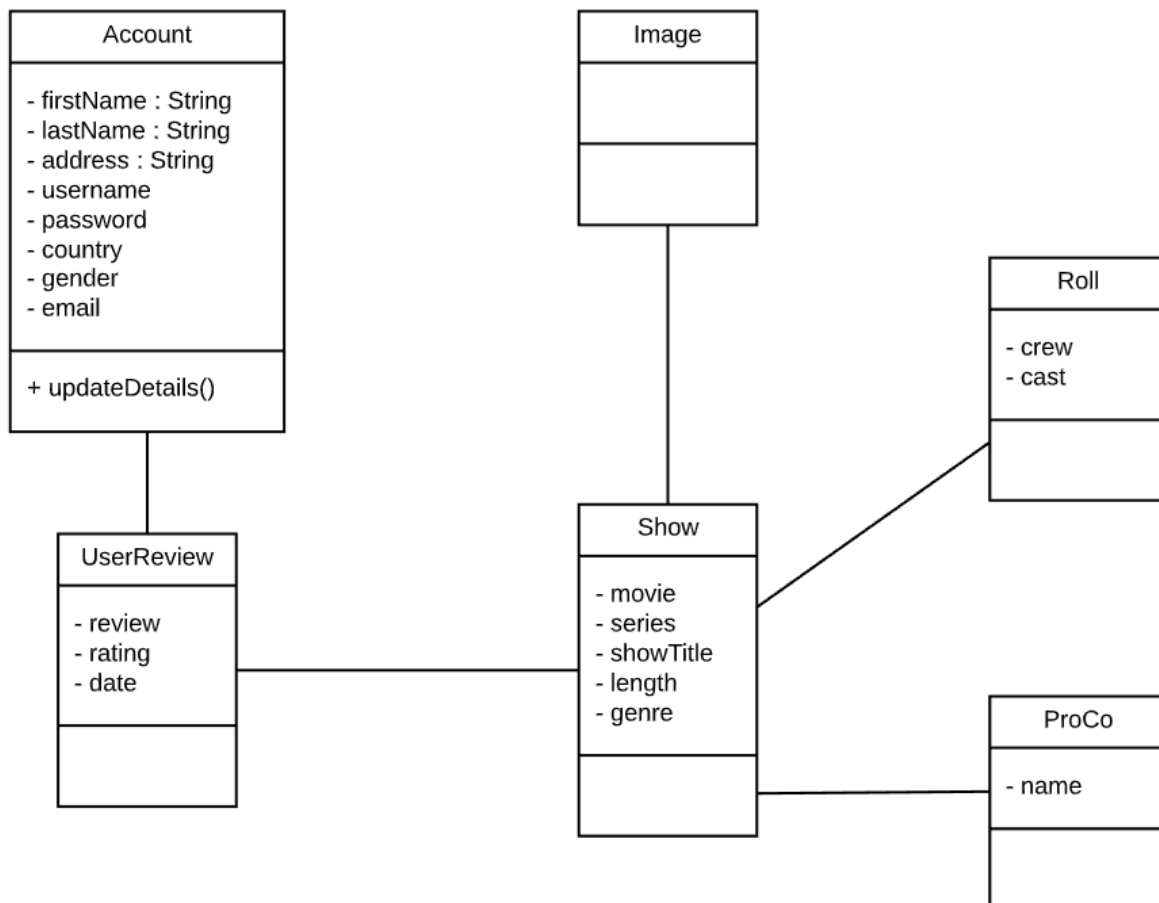 Account
- firstName : String
- lastName : String
- address : String
- username
- password
- country
- gender
- email
+ updateDetails()
Image
Roll
- crew
- cast
UserReview
- review
- rating
- date
Show
- movie
- series
- showTitle
- length
- genre
ProCo
- name